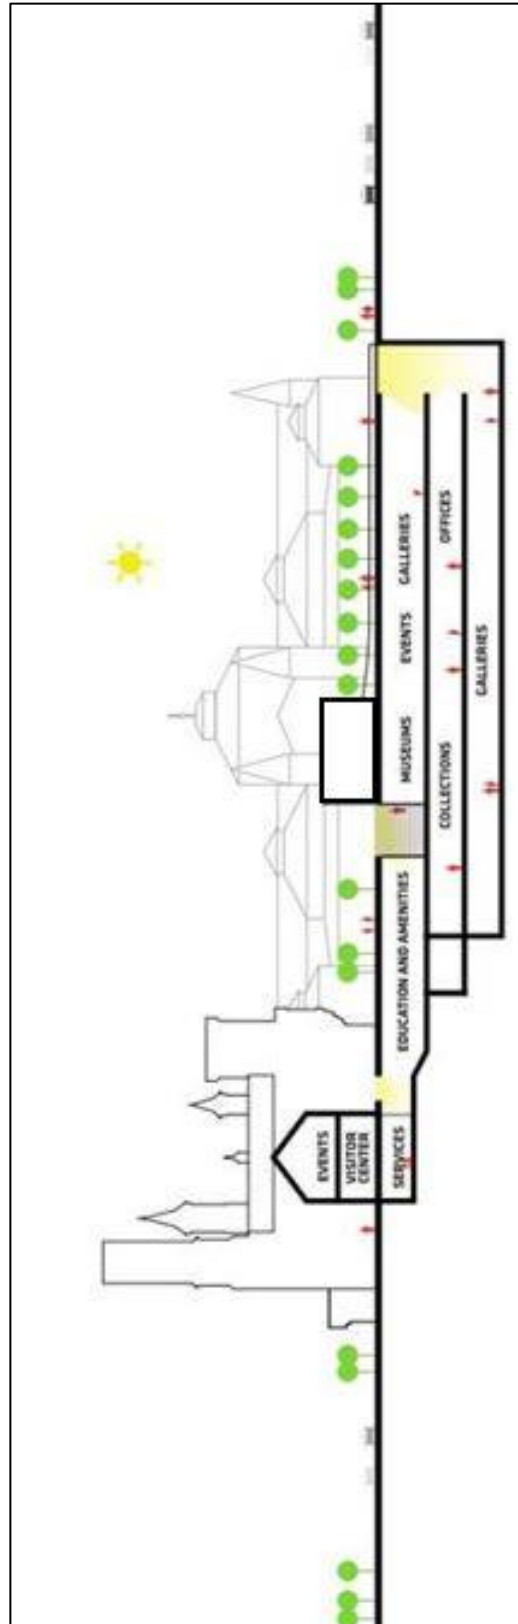 EVENTS
VISITOR
CENTER
SERVICES
EDUCATION AND AMENITIES
MUSEUMS EVENTS GALLERIES
COLLECTIONS OFFICES
GALLERIES